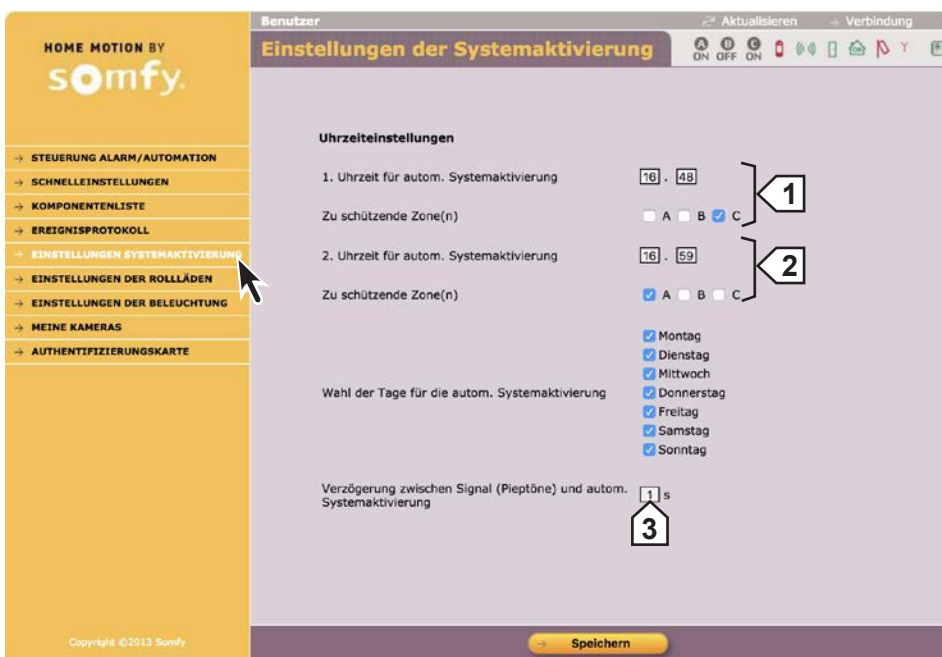 Benutzer
Aktualisieren
Verbindung
HOME MOTION BY
somfy.
Einstellungen der Systemaktivierung
A B C
ON OFF ON
STEUERUNG ALARM/AUTOMATION
SCHNELLEINSTELLUNGEN
KOMPONENTENLISTE
EREIGNISPROTOKOLL
EINSTELLUNGEN SYSTEMAKTIVIERUNG
EINSTELLUNGEN DER ROLLLÄDEN
EINSTELLUNGEN DER BELEUCHTUNG
MEINE KAMERAS
AUTHENTIFIZIERUNGSKARTE
Uhrzeiteinstellungen
1. Uhrzeit für autom. Systemaktivierung 16 . 48
Zu schützende Zone(n) A B C
1
2. Uhrzeit für autom. Systemaktivierung 16 . 59
Zu schützende Zone(n) A B C
2
Wahl der Tage für die autom. Systemaktivierung
Montag
Dienstag
Mittwoch
Donnerstag
Freitag
Samstag
Sonntag
Verzögerung zwischen Signal (Pieptöne) und autom.
Systemaktivierung
1 s
3
Copyright ©2013 Somfy
Speichern